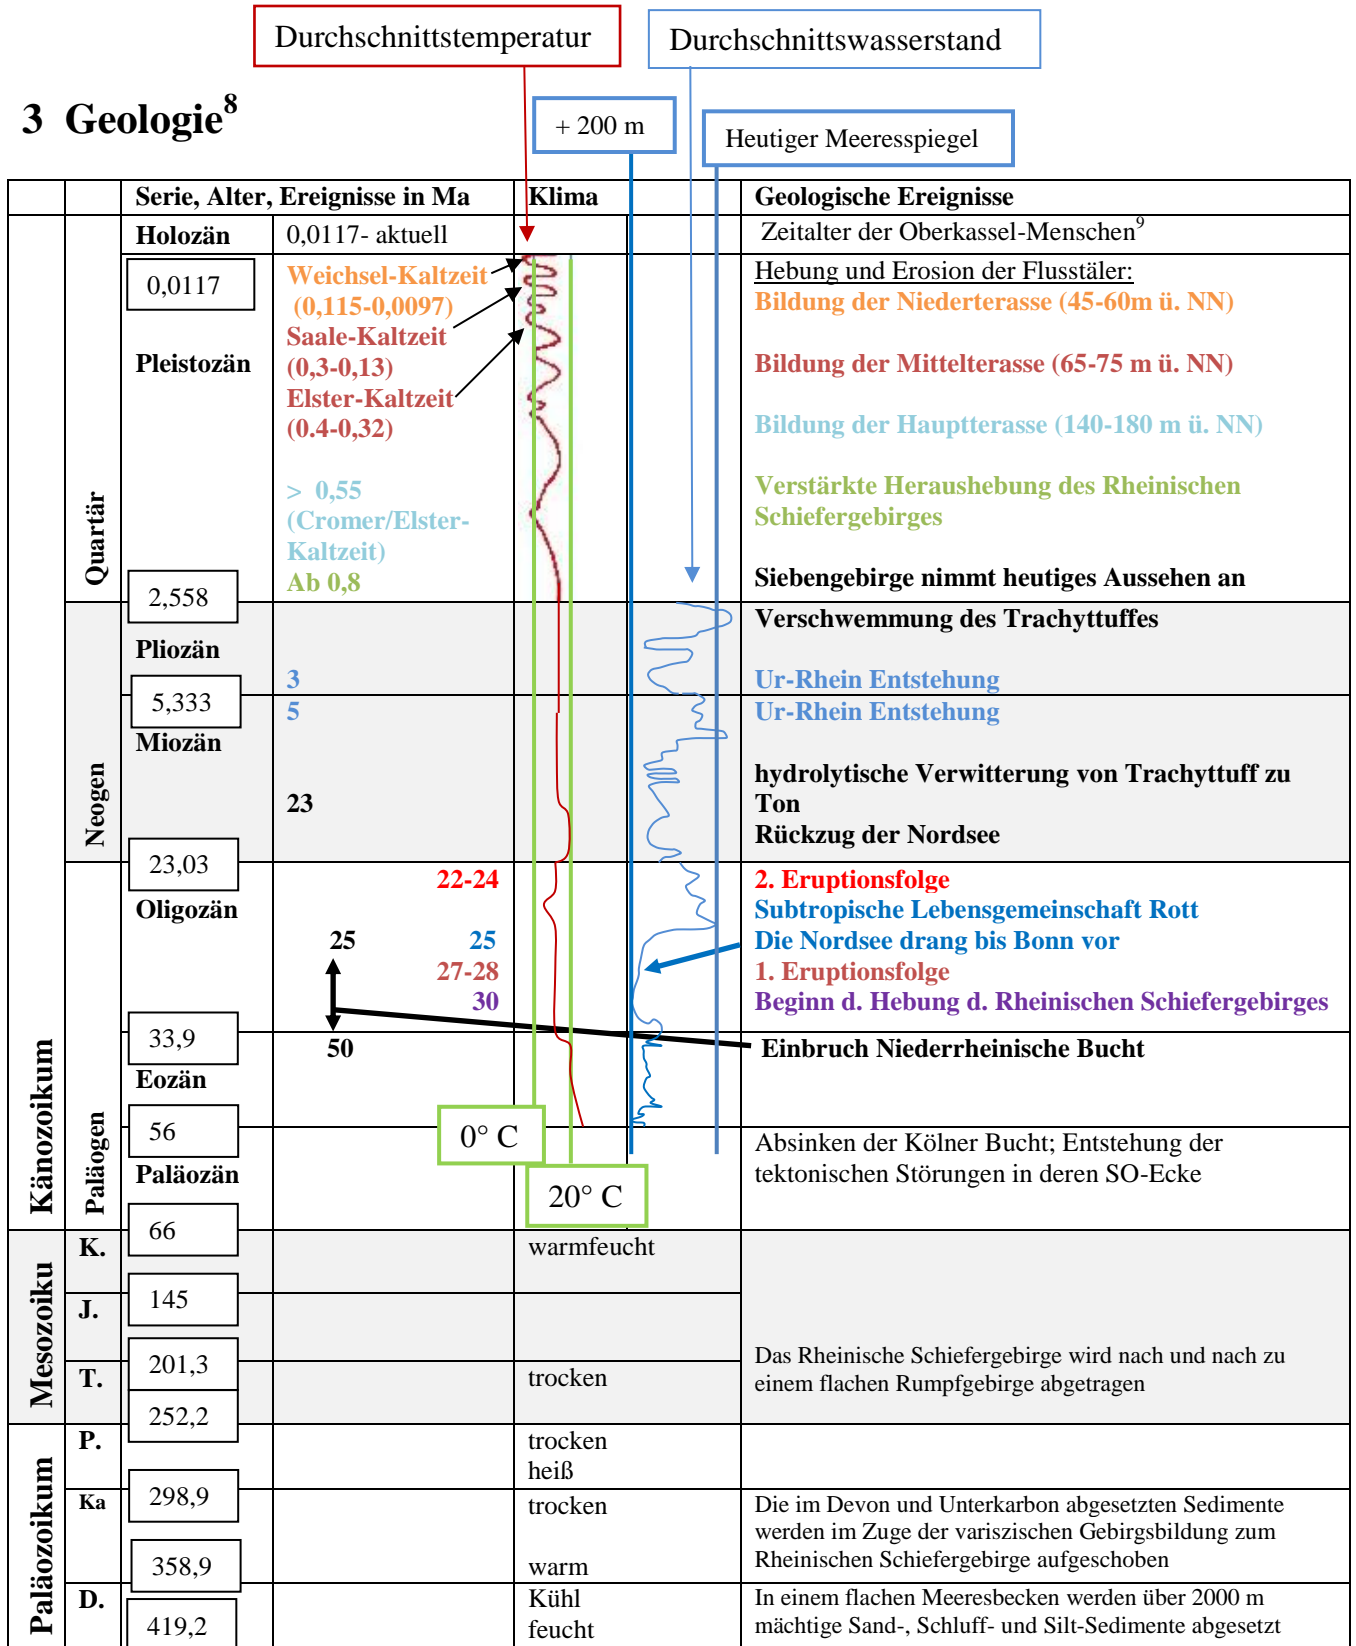 Durchschnittstemperatur
Durchschnittswasserstand
3 Geologie8
+ 200 m
Heutiger Meeresspiegel
Serie, Alter, Ereignisse in Ma
Klima
Geologische Ereignisse
Känozoikum
Quartär
Holozän
0,0117- aktuell
Zeitalter der Oberkassel-Menschen9
0,0117
Pleistozän
Weichsel-Kaltzeit
(0,115-0,0097)
Saale-Kaltzeit
(0,3-0,13)
Elster-Kaltzeit
(0.4-0,32)
> 0,55
(Cromer/Elster-
Kaltzeit)
Ab 0,8
Hebung und Erosion der Flusstäler:
Bildung der Niederterasse (45-60m ü. NN)
Bildung der Mittelterasse (65-75 m ü. NN)
Bildung der Hauptterasse (140-180 m ü. NN)
Verstärkte Heraushebung des Rheinischen
Schiefergebirges
Siebengebirge nimmt heutiges Aussehen an
2,558
Neogen
Pliozän
3
Verschwemmung des Trachyttuffes
Ur-Rhein Entstehung
5,333
Miozän
5
23
Ur-Rhein Entstehung
hydrolytische Verwitterung von Trachyttuff zu
Ton
Rückzug der Nordsee
23,03
Paläogen
Oligozän
22-24
25
25
27-28
30
2. Eruptionsfolge
Subtropische Lebensgemeinschaft Rott
Die Nordsee drang bis Bonn vor
1. Eruptionsfolge
Beginn d. Hebung d. Rheinischen Schiefergebirges
33,9
Eozän
50
Einbruch Niederrheinische Bucht
56
Paläozän
0° C
20° C
Absinken der Kölner Bucht; Entstehung der
tektonischen Störungen in deren SO-Ecke
66
Mesozoiku
K.
warmfeucht
145
J.
201,3
T.
trocken
Das Rheinische Schiefergebirge wird nach und nach zu
einem flachen Rumpfgebirge abgetragen
252,2
Paläozoikum
P.
trocken
heiß
298,9
Ka
trocken
warm
Die im Devon und Unterkarbon abgesetzten Sedimente
werden im Zuge der variszischen Gebirgsbildung zum
Rheinischen Schiefergebirge aufgeschoben
358,9
D.
Kühl
feucht
In einem flachen Meeresbecken werden über 2000 m
mächtige Sand-, Schluff- und Silt-Sedimente abgesetzt
419,2